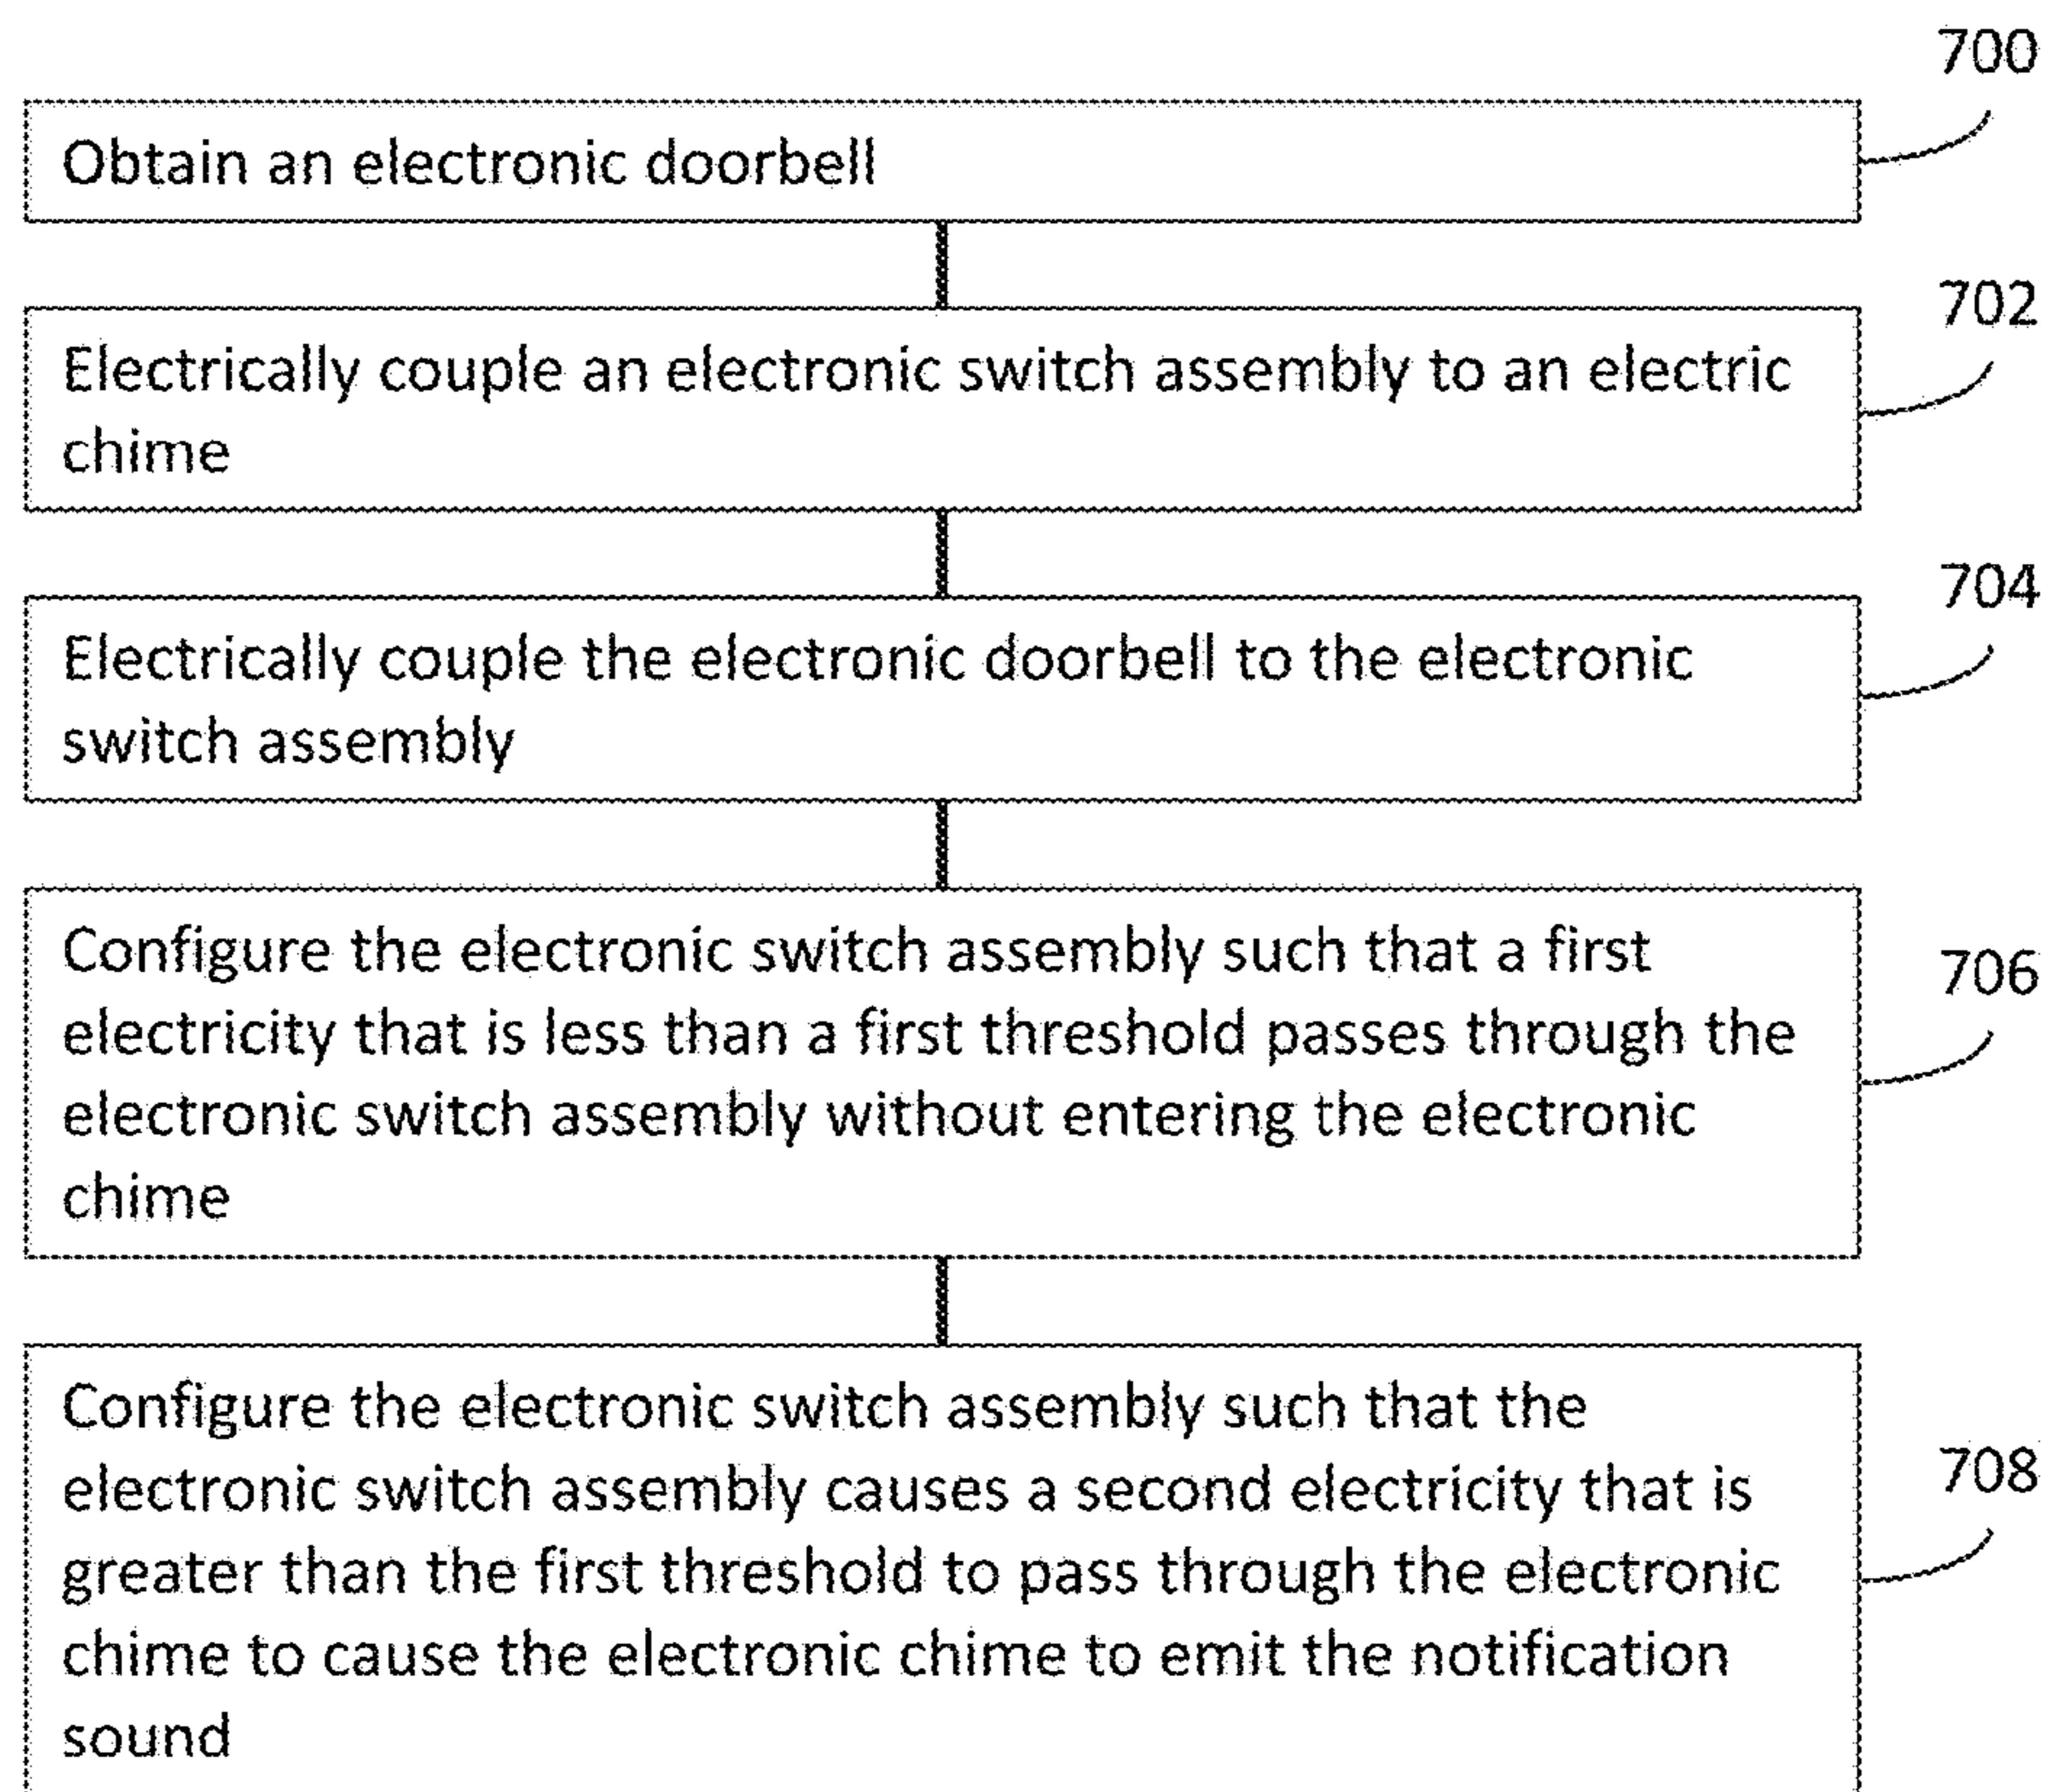 700
Obtain an electronic doorbell
702
Electrically couple an electronic switch assembly to an electric
chime
704
Electrically couple the electronic doorbell to the electronic
switch assembly
706
Configure the electronic switch assembly such that a first
electricity that is less than a first threshold passes through the
electronic switch assembly without entering the electronic
chime
708
Configure the electronic switch assembly such that the
electronic switch assembly causes a second electricity that is
greater than the first threshold to pass through the electronic
chime to cause the electronic chime to emit the notification
sound